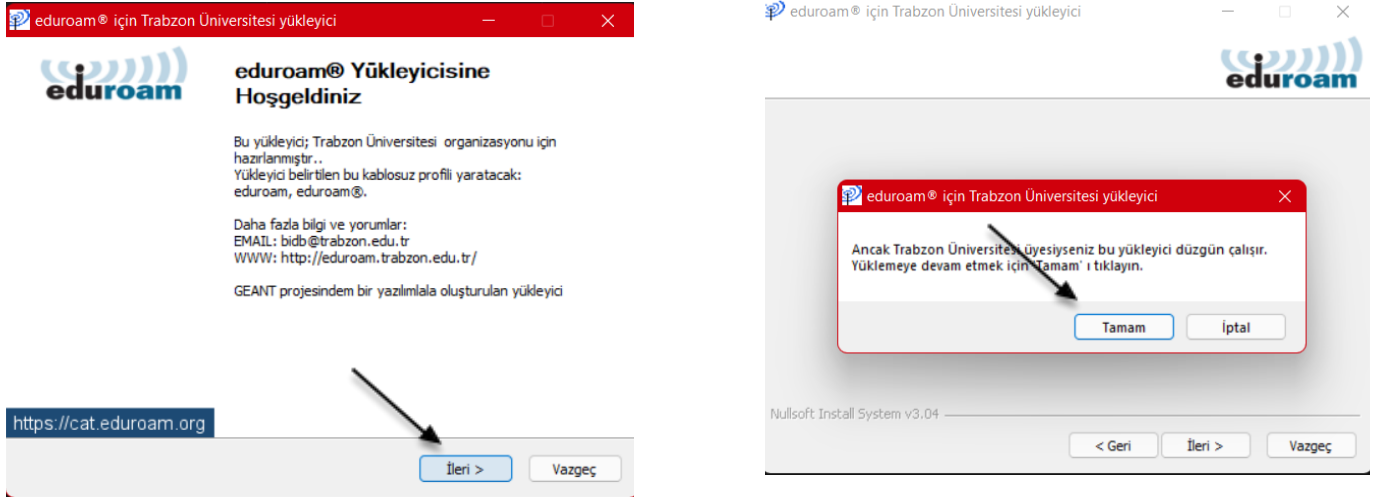 eduroam® için Trabzon Üniversitesi yükleyici
eduroam
eduroam® Yükleyicisine
Hoşgeldiniz
Bu yükleyici; Trabzon Üniversitesi organizasyonu için
hazırlanmıştır..
Yükleyici belirtilen bu kablosuz profili yaratacak:
eduroam, eduroam®.
Daha fazla bilgi ve yorumlar:
EMAIL: bidb@trabzon.edu.tr
WWW: http://eduroam.trabzon.edu.tr/
GEANT projesindem bir yazılımlala oluşturulan yükleyici
https://cat.eduroam.org
İleri >
Vazgeç
eduroam® için Trabzon Üniversitesi yükleyici
eduroam
eduroam® için Trabzon Üniversitesi yükleyici
Ancak Trabzon Üniversitesi üyesiyseniz bu yükleyici düzgün çalışır.
Yüklemeye devam etmek için 'Tamam' ı tıklayın.
Tamam
İptal
Nullsoft Install System v3.04
< Geri
İleri >
Vazgeç